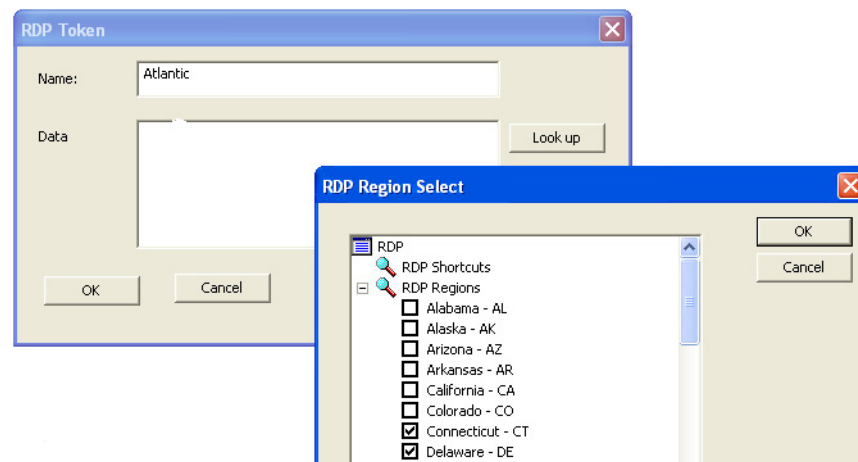 RDP Token
Name:
Atlantic
Data
Look up
OK
Cancel
RDP Region Select
RDP
RDP Shortcuts
RDP Regions
Alabama - AL
Alaska - AK
Arizona - AZ
Arkansas - AR
California - CA
Colorado - CO
Connecticut - CT
Delaware - DE
OK
Cancel